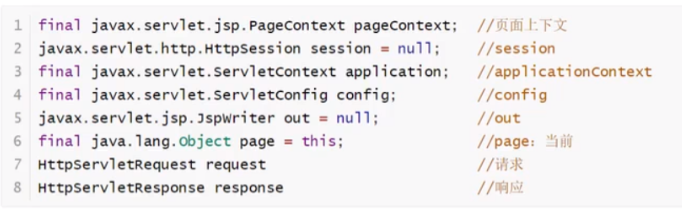 1 final javax.servlet.jsp.PageContext pageContext; //页面上下文
2 javax.servlet.http.HttpSession session = null; //session
3 final javax.servlet.ServletContext application; //applicationContext
4 final javax.servlet.ServletConfig config; //config
5 javax.servlet.jsp.JspWriter out = null; //out
6 final java.lang.Object page = this; //page：当前
7 HttpServletRequest request //请求
8 HttpServletResponse response //响应